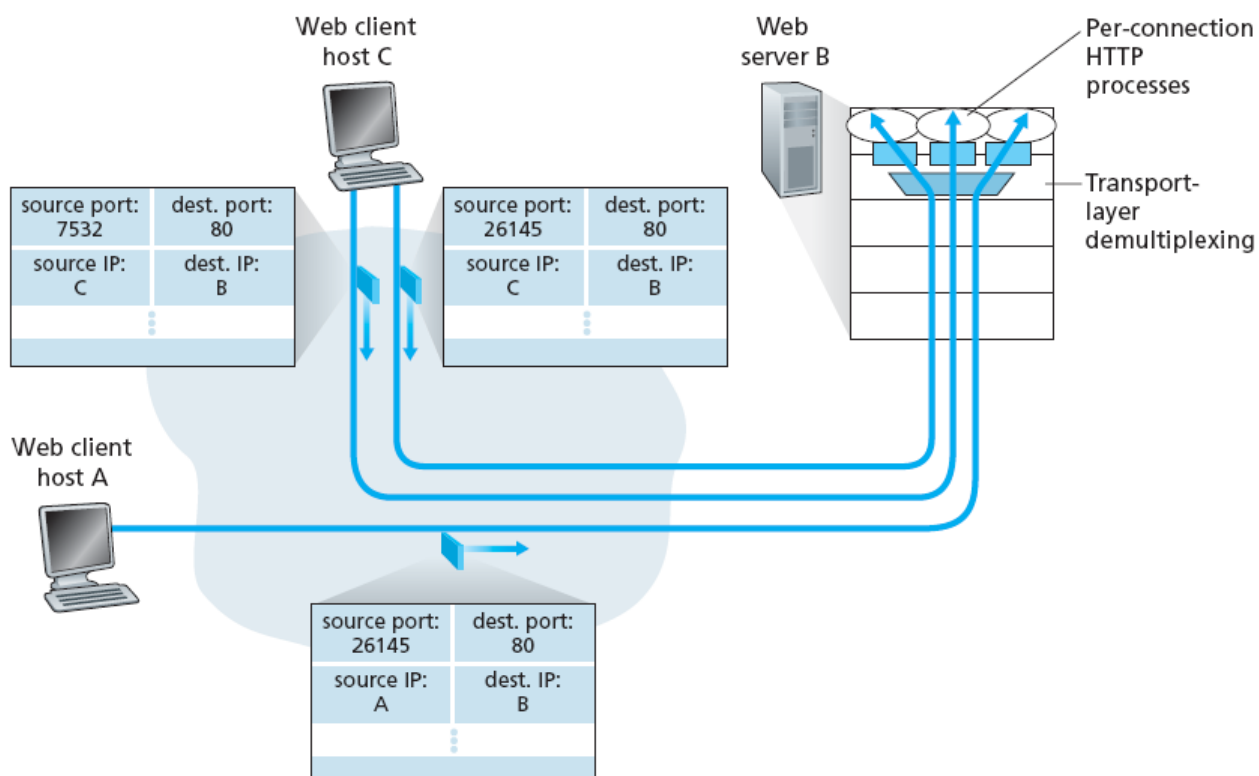 Web client
host C
Web
server B
Per-connection
HTTP
processes
Transport-
layer
demultiplexing
source port:
7532
dest. port:
80
source IP:
C
dest. IP:
B
source port:
26145
dest. port:
80
source IP:
C
dest. IP:
B
Web client
host A
source port:
26145
dest. port:
80
source IP:
A
dest. IP:
B